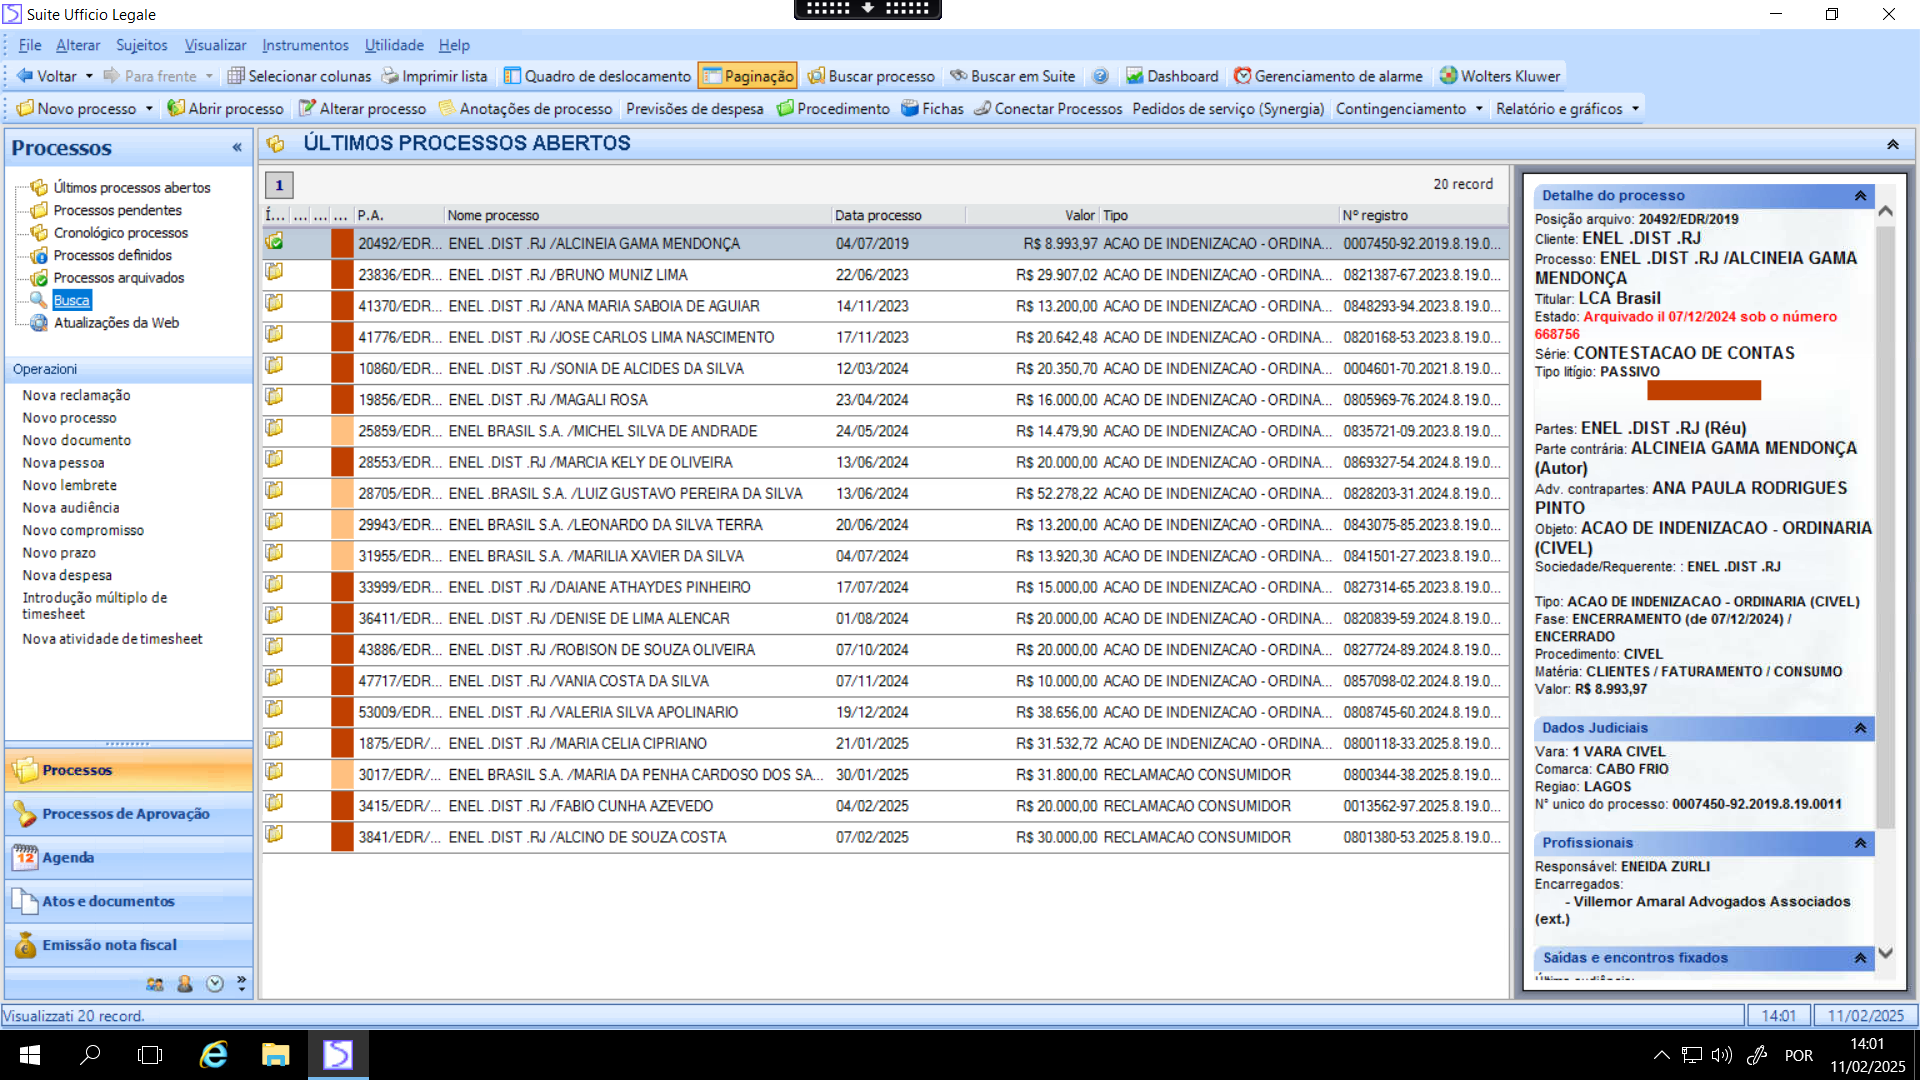 Suite Ufficio Legale
File Alterar Sujeitos Visualizar Instrumentos Utilidade Help
Voltar Para frente Selecionar colunas Imprimir lista Quadro de deslocamento Paginação Buscar processo Buscar em Suite Dashboard Gerenciamento de alarme Wolters Kluwer
Novo processo Abrir processo Alterar processo Anotações de processo Previsões de despesa Procedimento Fichas Conectar Processos Pedidos de serviço (Synergia) Contingenciamento Relatório e gráficos
Processos «
Últimos processos abertos
Processos pendentes
Cronológico processos
Processos definidos
Processos arquivados
Busca
Atualizações da Web
Operazioni
Nova reclamação
Novo processo
Novo documento
Nova pessoa
Novo lembrete
Nova audiência
Novo compromisso
Novo prazo
Nova despesa
Introdução múltiplo de
timesheet
Nova atividade de timesheet
Processos
Processos de Aprovação
Agenda
Atos e documentos
Emissão nota fiscal
ÚLTIMOS PROCESSOS ABERTOS
1 20 record
Í... ... ... ... P.A. Nome processo Data processo Valor Tipo Nº registro
20492/EDR... ENEL .DIST .RJ /ALCINEIA GAMA MENDONÇA 04/07/2019 R$ 8.993,97 ACAO DE INDENIZACAO - ORDINA... 0007450-92.2019.8.19.0...
23836/EDR... ENEL .DIST .RJ /BRUNO MUNIZ LIMA 22/06/2023 R$ 29.907,02 ACAO DE INDENIZACAO - ORDINA... 0821387-67.2023.8.19.0...
41370/EDR... ENEL .DIST .RJ /ANA MARIA SABOIA DE AGUIAR 14/11/2023 R$ 13.200,00 ACAO DE INDENIZACAO - ORDINA... 0848293-94.2023.8.19.0...
41776/EDR... ENEL .DIST .RJ /JOSE CARLOS LIMA NASCIMENTO 17/11/2023 R$ 20.642,48 ACAO DE INDENIZACAO - ORDINA... 0820168-53.2023.8.19.0...
10860/EDR... ENEL .DIST .RJ /SONIA DE ALCIDES DA SILVA 12/03/2024 R$ 20.350,70 ACAO DE INDENIZACAO - ORDINA... 0004601-70.2021.8.19.0...
19856/EDR... ENEL .DIST .RJ /MAGALI ROSA 23/04/2024 R$ 16.000,00 ACAO DE INDENIZACAO - ORDINA... 0805969-76.2024.8.19.0...
25859/EDR... ENEL BRASIL S.A. /MICHEL SILVA DE ANDRADE 24/05/2024 R$ 14.479,90 ACAO DE INDENIZACAO - ORDINA... 0835721-09.2023.8.19.0...
28553/EDR... ENEL .DIST .RJ /MARCIA KELY DE OLIVEIRA 13/06/2024 R$ 20.000,00 ACAO DE INDENIZACAO - ORDINA... 0869327-54.2024.8.19.0...
28705/EDR... ENEL .BRASIL S.A. /LUIZ GUSTAVO PEREIRA DA SILVA 13/06/2024 R$ 52.278,22 ACAO DE INDENIZACAO - ORDINA... 0828203-31.2024.8.19.0...
29943/EDR... ENEL BRASIL S.A. /LEONARDO DA SILVA TERRA 20/06/2024 R$ 13.200,00 ACAO DE INDENIZACAO - ORDINA... 0843075-85.2023.8.19.0...
31955/EDR... ENEL BRASIL S.A. /MARILIA XAVIER DA SILVA 04/07/2024 R$ 13.920,30 ACAO DE INDENIZACAO - ORDINA... 0841501-27.2023.8.19.0...
33999/EDR... ENEL .DIST .RJ /DAIANE ATHAYDES PINHEIRO 17/07/2024 R$ 15.000,00 ACAO DE INDENIZACAO - ORDINA... 0827314-65.2023.8.19.0...
36411/EDR... ENEL .DIST .RJ /DENISE DE LIMA ALENCAR 01/08/2024 R$ 20.000,00 ACAO DE INDENIZACAO - ORDINA... 0820839-59.2024.8.19.0...
43886/EDR... ENEL .DIST .RJ /ROBISON DE SOUZA OLIVEIRA 07/10/2024 R$ 20.000,00 ACAO DE INDENIZACAO - ORDINA... 0827724-89.2024.8.19.0...
47717/EDR... ENEL .DIST .RJ /VANIA COSTA DA SILVA 07/11/2024 R$ 10.000,00 ACAO DE INDENIZACAO - ORDINA... 0857098-02.2024.8.19.0...
53009/EDR... ENEL .DIST .RJ /VALERIA SILVA APOLINARIO 19/12/2024 R$ 38.656,00 ACAO DE INDENIZACAO - ORDINA... 0808745-60.2024.8.19.0...
1875/EDR/... ENEL .DIST .RJ /MARIA CELIA CIPRIANO 21/01/2025 R$ 31.532,72 ACAO DE INDENIZACAO - ORDINA... 0800118-33.2025.8.19.0...
3017/EDR/... ENEL BRASIL S.A. /MARIA DA PENHA CARDOSO DOS SA... 30/01/2025 R$ 31.800,00 RECLAMACAO CONSUMIDOR 0800344-38.2025.8.19.0...
3415/EDR/... ENEL .DIST .RJ /FABIO CUNHA AZEVEDO 04/02/2025 R$ 20.000,00 RECLAMACAO CONSUMIDOR 0013562-97.2025.8.19.0...
3841/EDR/... ENEL .DIST .RJ /ALCINO DE SOUZA COSTA 07/02/2025 R$ 30.000,00 RECLAMACAO CONSUMIDOR 0801380-53.2025.8.19.0...
Detalhe do processo
Posição arquivo: 20492/EDR/2019
Cliente: ENEL .DIST .RJ
Processo: ENEL .DIST .RJ /ALCINEIA GAMA
MENDONÇA
Titular: LCA Brasil
Estado: Arquivado il 07/12/2024 sob o número
668756
Série: CONTESTACAO DE CONTAS
Tipo litígio: PASSIVO
Partes: ENEL .DIST .RJ (Réu)
Parte contrária: ALCINEIA GAMA MENDONÇA
(Autor)
Adv. contrapartes: ANA PAULA RODRIGUES
PINTO
Objeto: ACAO DE INDENIZACAO - ORDINARIA
(CIVEL)
Sociedade/Requerente: : ENEL .DIST .RJ
Tipo: ACAO DE INDENIZACAO - ORDINARIA (CIVEL)
Fase: ENCERRAMENTO (de 07/12/2024) /
ENCERRADO
Procedimento: CIVEL
Matéria: CLIENTES / FATURAMENTO / CONSUMO
Valor: R$ 8.993,97
Dados Judiciais
Vara: 1 VARA CIVEL
Comarca: CABO FRIO
Regiao: LAGOS
N° unico do processo: 0007450-92.2019.8.19.0011
Profissionais
Responsável: ENEIDA ZURLI
Encarregados:
- Villemor Amaral Advogados Associados
(ext.)
Saídas e encontros fixados
Visualizzati 20 record. 14:01 11/02/2025
POR 14:01
11/02/2025